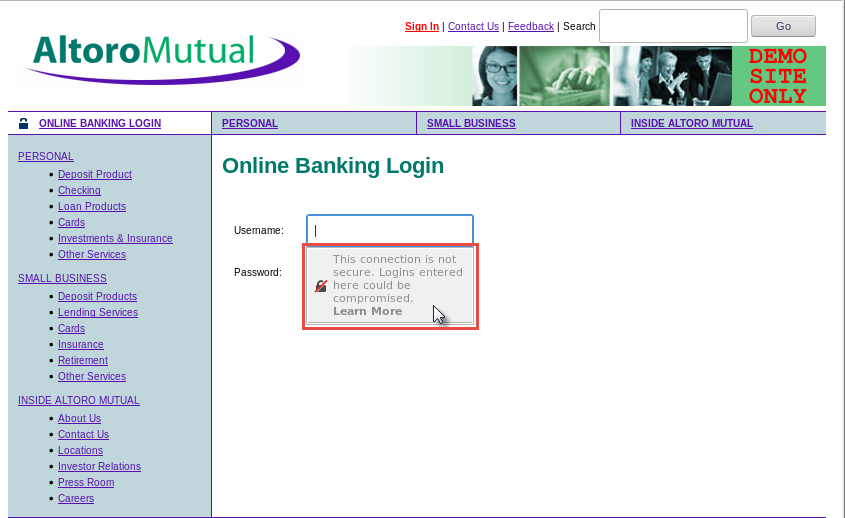 AltoroMutual
Sign In | Contact Us | Feedback | Search Go
DEMO
SITE
ONLY
ONLINE BANKING LOGIN
PERSONAL
SMALL BUSINESS
INSIDE ALTORO MUTUAL
PERSONAL
Deposit Product
Checking
Loan Products
Cards
Investments & Insurance
Other Services
SMALL BUSINESS
Deposit Products
Lending Services
Cards
Insurance
Retirement
Other Services
INSIDE ALTORO MUTUAL
About Us
Contact Us
Locations
Investor Relations
Press Room
Careers
Online Banking Login
Username:
Password:
This connection is not
secure. Logins entered
here could be
compromised.
Learn More